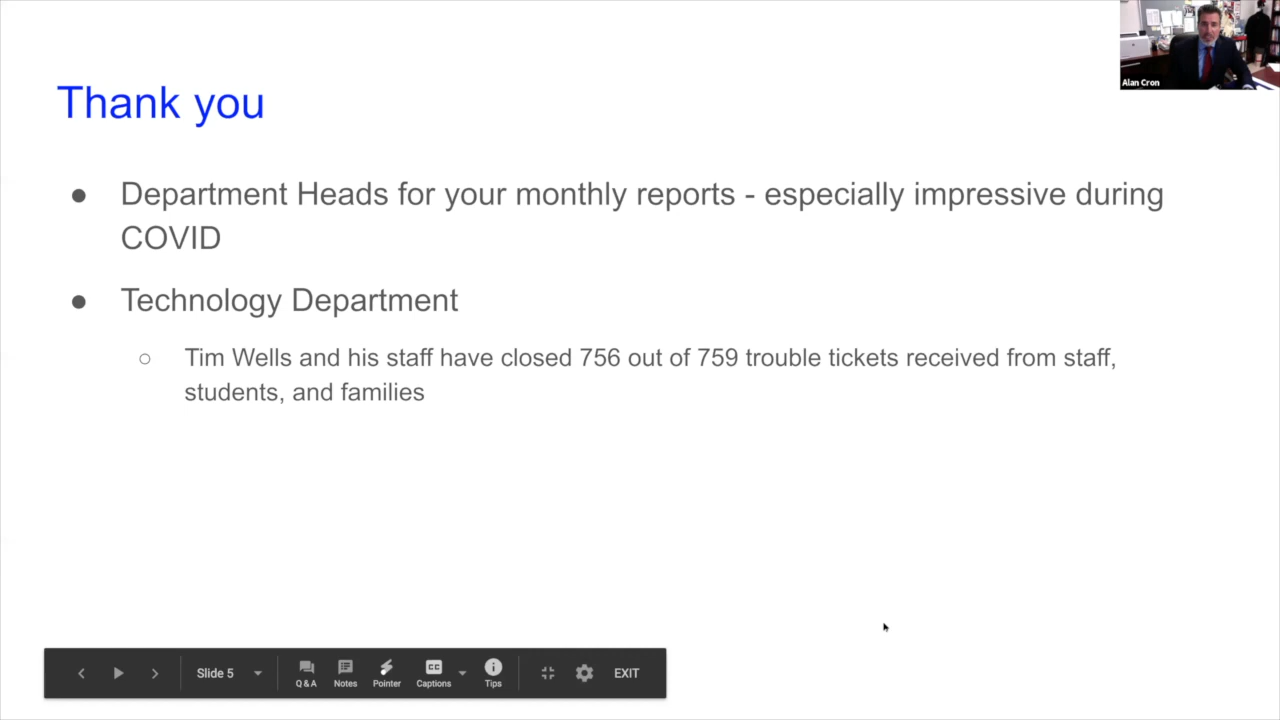 Alan Cron
Thank you
● Department Heads for your monthly reports - especially impressive during
COVID
● Technology Department
○ Tim Wells and his staff have closed 756 out of 759 trouble tickets received from staff,
students, and families
Slide 5
Q & A
Notes
Pointer
CC
Captions
Tips
EXIT